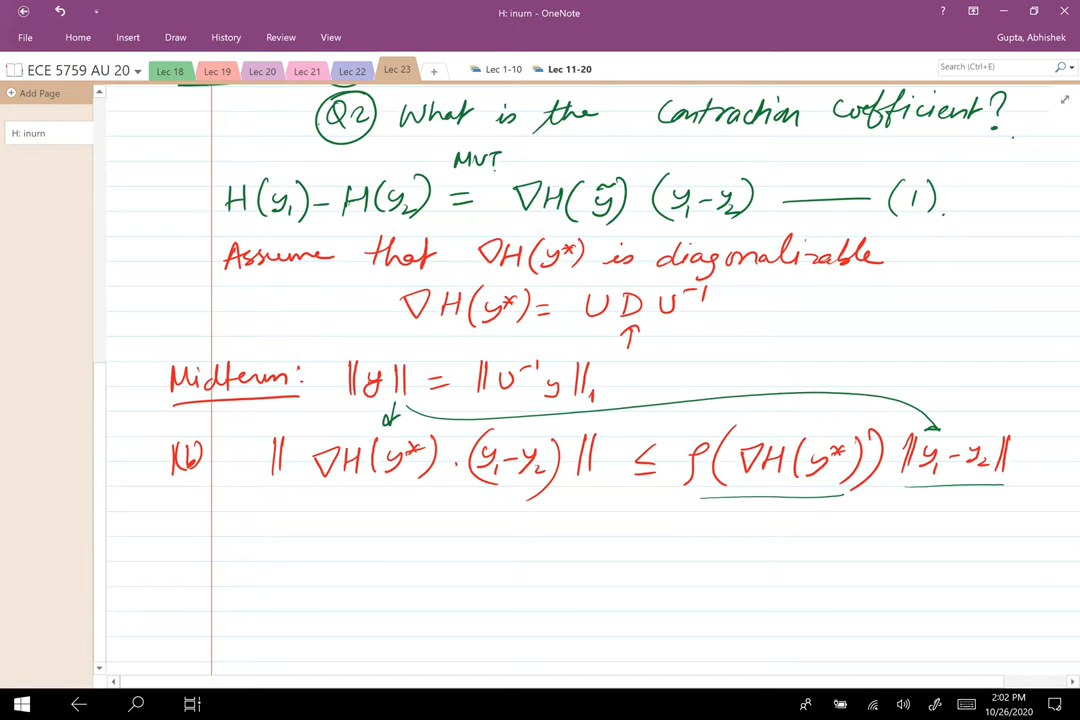 H: inurn - OneNote
?
Gupta, Abhishek
File Home Insert Draw History Review View
ECE 5759 AU 20
Lec 18 Lec 19 Lec 20 Lec 21 Lec 22 Lec 23 +
Lec 1-10 Lec 11-20
Search (Ctrl+E)
Add Page
H: inurn
Q2 What is the contraction coefficient?
MVT
H(y₁) - H(y₂) = ∇H(ỹ) (y₁-y₂) —— (1).
Assume that ∇H(y*) is diagonalizable
∇H(y*) = U D U⁻¹
↑
Midterm: ‖y‖ = ‖U⁻¹y‖₁
1(b) ‖ ∇H(y*) · (y₁-y₂) ‖ ≤ ρ(∇H(y*)) ‖y₁-y₂‖
2:02 PM
10/26/2020